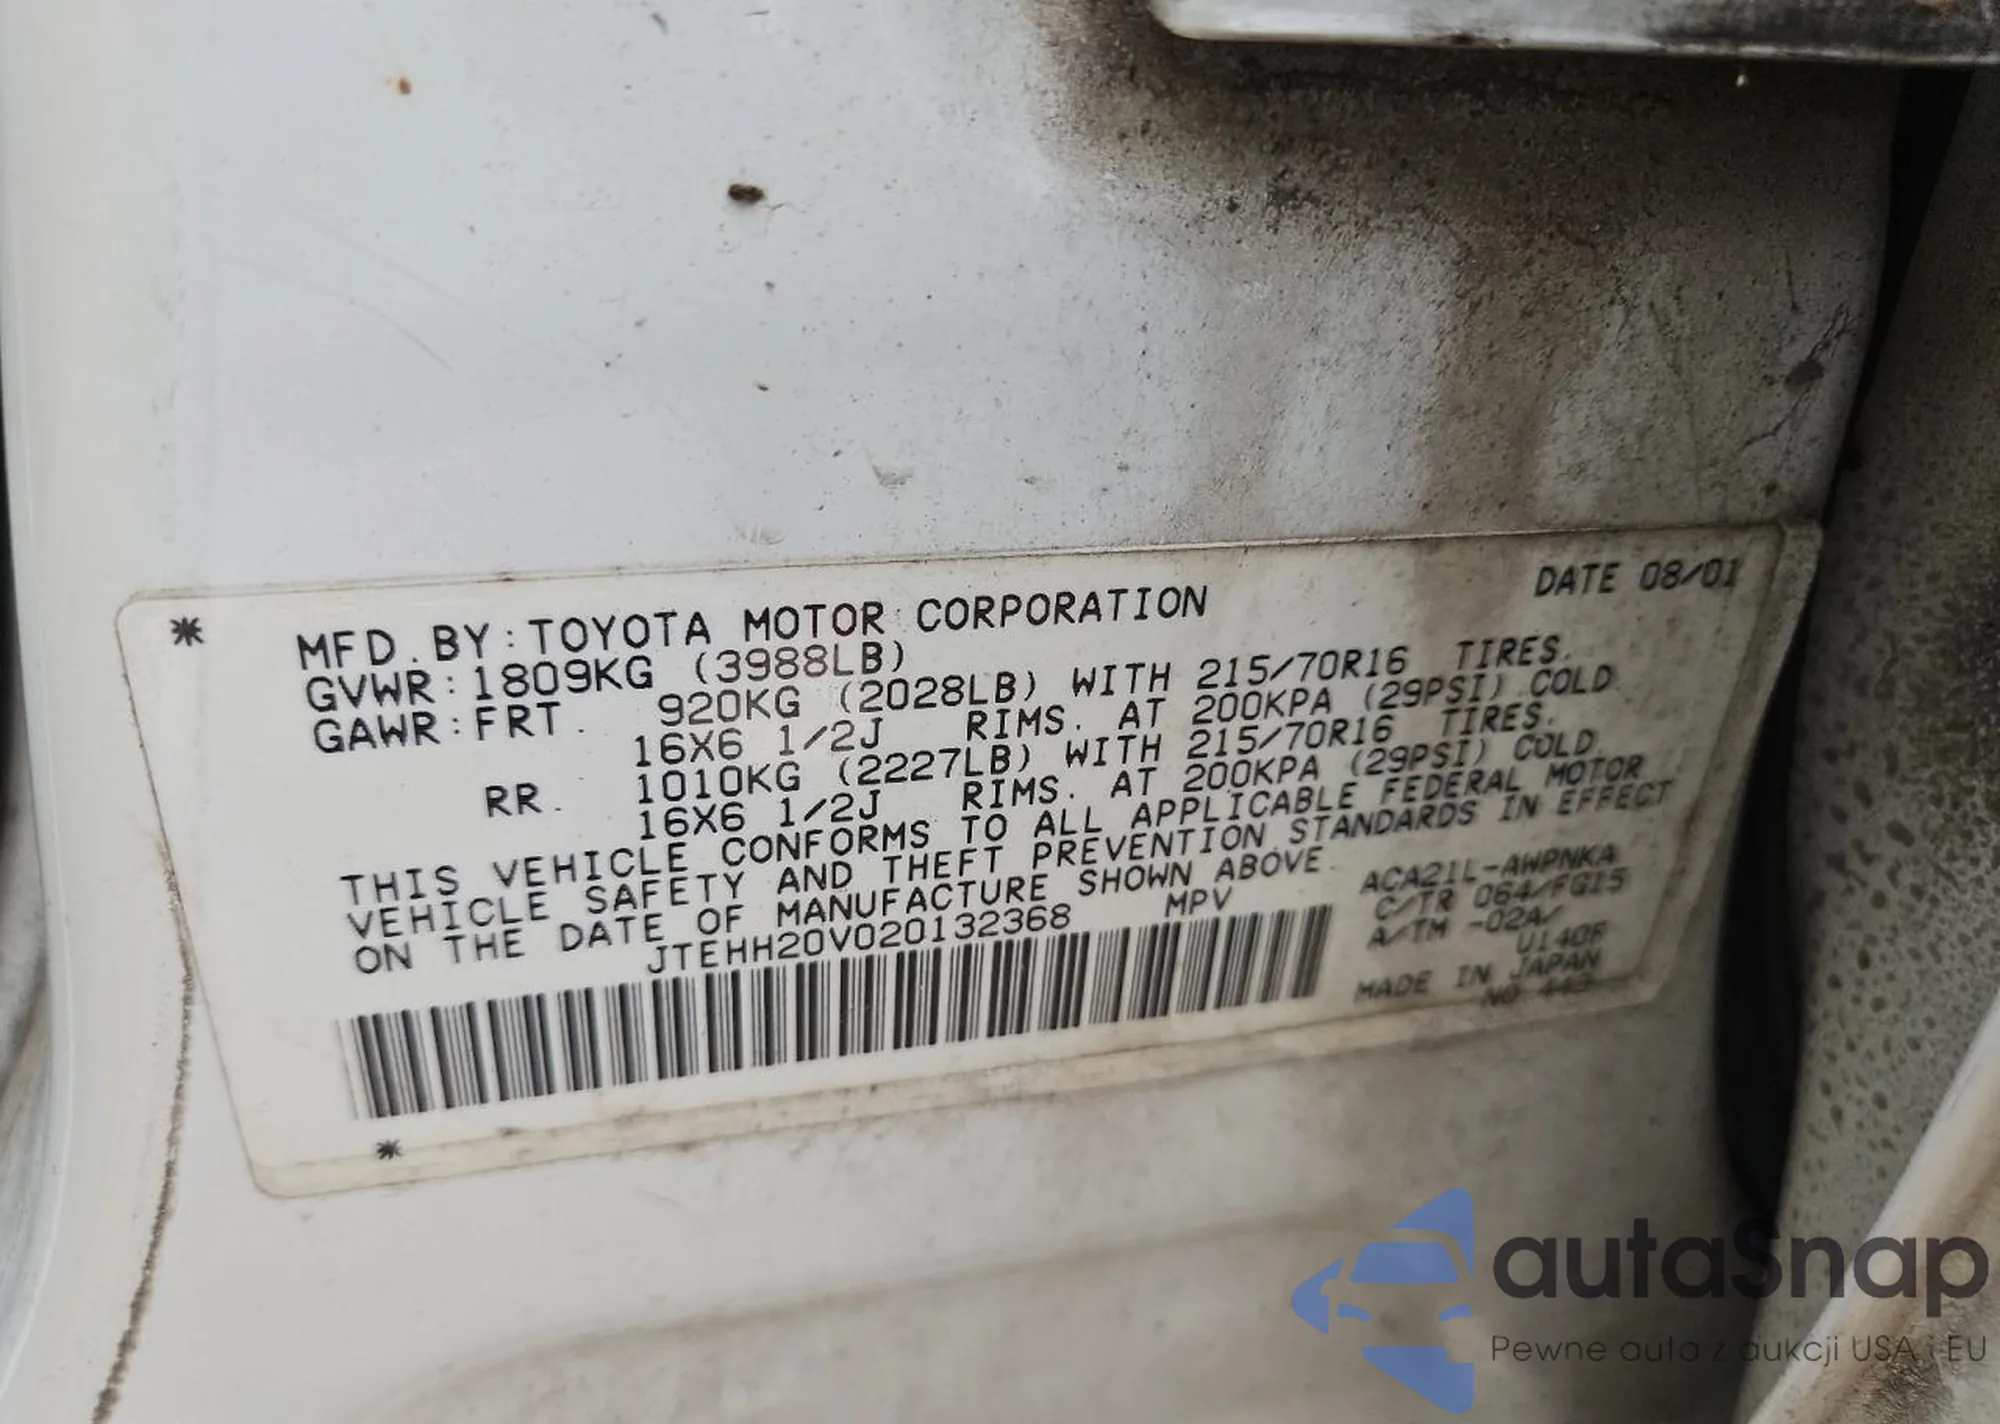 * MFD. BY: TOYOTA MOTOR CORPORATION DATE 08/01
GVWR: 1809KG (3988LB)
GAWR: FRT. 920KG (2028LB) WITH 215/70R16 TIRES.
16X6 1/2J RIMS. AT 200KPA (29PSI) COLD
RR. 1010KG (2227LB) WITH 215/70R16 TIRES.
16X6 1/2J RIMS. AT 200KPA (29PSI) COLD.
THIS VEHICLE CONFORMS TO ALL APPLICABLE FEDERAL MOTOR
VEHICLE SAFETY AND THEFT PREVENTION STANDARDS IN EFFECT
ON THE DATE OF MANUFACTURE SHOWN ABOVE.
JTEHH20V020132368 MPV
ACA21L-AWPNKA
C/TR 064/FG15
A/TM -02A/
U140F
MADE IN JAPAN
NO 443
*
autaSnap
Pewne auta z aukcji USA i EU